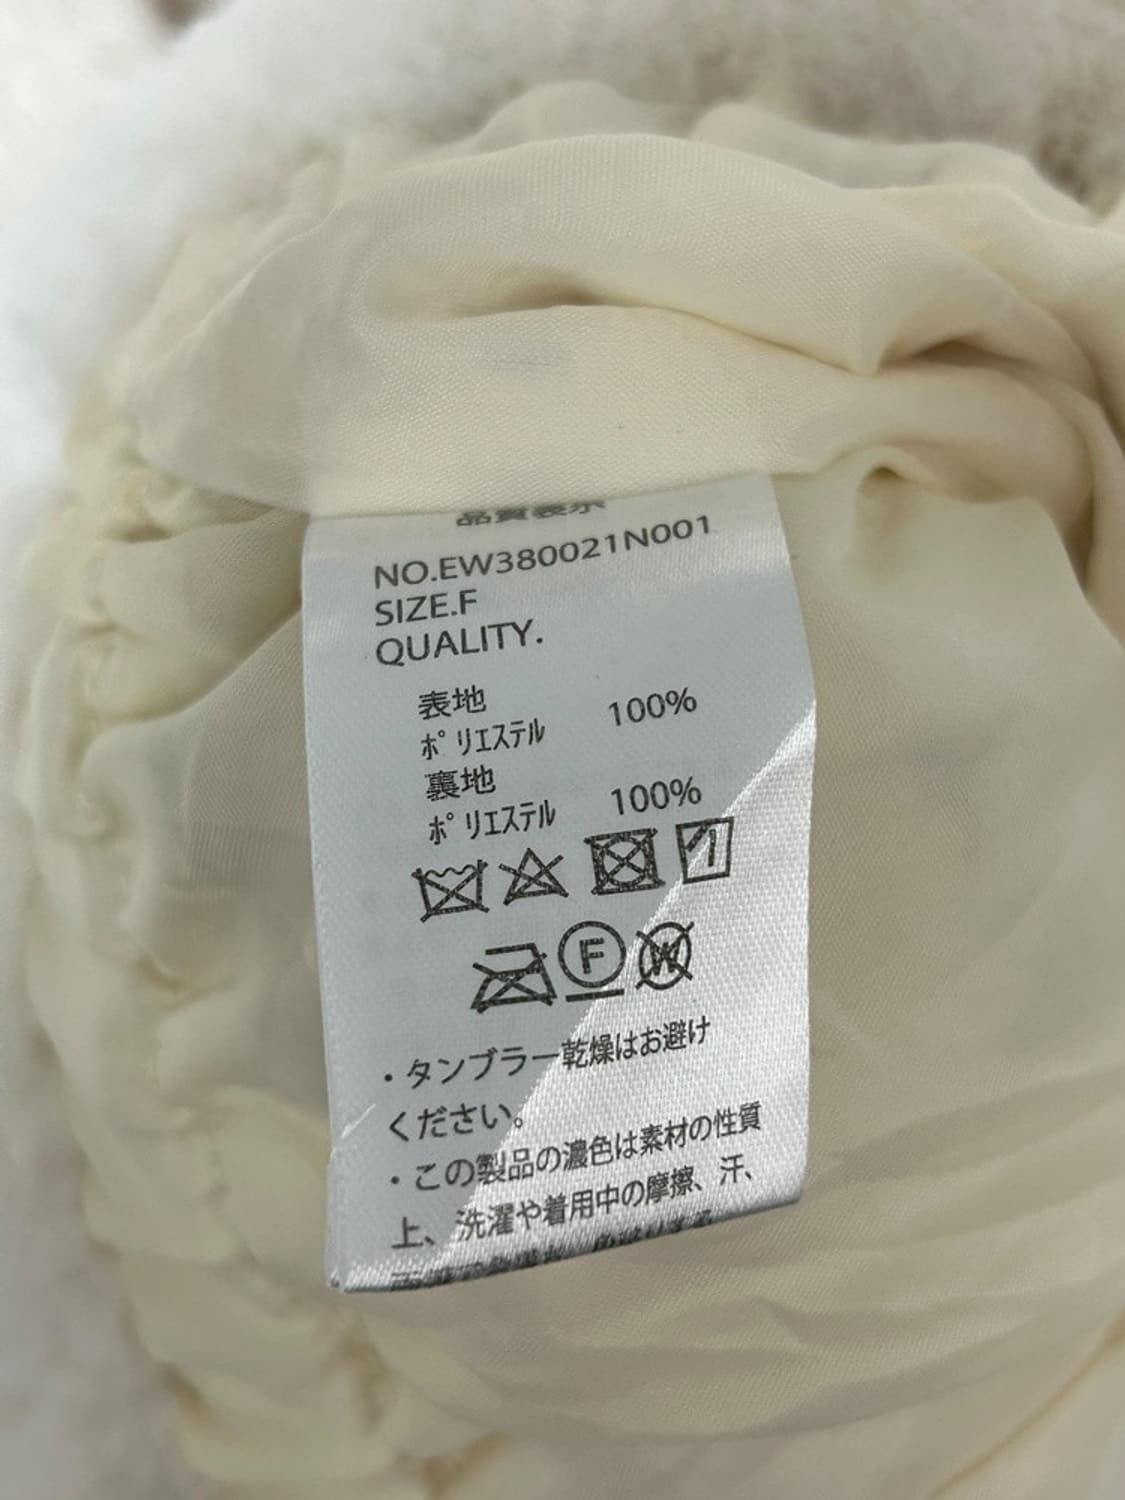 品質表示
NO.EW380021N001
SIZE.F
QUALITY.
表地
ﾎﾟﾘｴｽﾃﾙ 100%
裏地
ﾎﾟﾘｴｽﾃﾙ 100%
F W
・タンブラー乾燥はお避け
ください。
・この製品の濃色は素材の性質
上、洗濯や着用中の摩擦、汗、